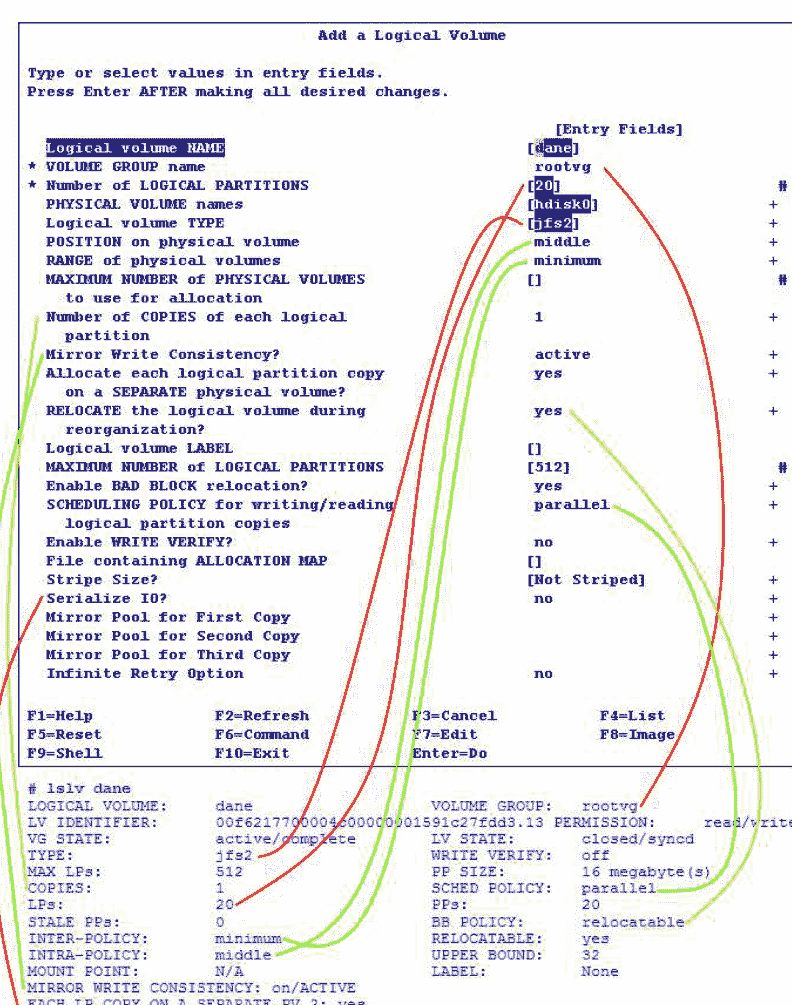 Add a Logical Volume
Type or select values in entry fields.
Press Enter AFTER making all desired changes.
[Entry Fields]
Logical volume NAME [dane]
* VOLUME GROUP name rootvg
* Number of LOGICAL PARTITIONS [20] #
PHYSICAL VOLUME names [hdisk0] +
Logical volume TYPE [jfs2] +
POSITION on physical volume middle +
RANGE of physical volumes minimum +
MAXIMUM NUMBER of PHYSICAL VOLUMES [] #
to use for allocation
Number of COPIES of each logical 1 +
partition
Mirror Write Consistency? active +
Allocate each logical partition copy yes +
on a SEPARATE physical volume?
RELOCATE the logical volume during yes +
reorganization?
Logical volume LABEL []
MAXIMUM NUMBER of LOGICAL PARTITIONS [512] #
Enable BAD BLOCK relocation? yes +
SCHEDULING POLICY for writing/reading parallel +
logical partition copies
Enable WRITE VERIFY? no +
File containing ALLOCATION MAP []
Stripe Size? [Not Striped] +
Serialize IO? no +
Mirror Pool for First Copy +
Mirror Pool for Second Copy +
Mirror Pool for Third Copy +
Infinite Retry Option no +
F1=Help F2=Refresh F3=Cancel F4=List
F5=Reset F6=Command F7=Edit F8=Image
F9=Shell F10=Exit Enter=Do
# lslv dane
LOGICAL VOLUME: dane VOLUME GROUP: rootvg
LV IDENTIFIER: 00f6217700004c00000001591c27fdd3.13 PERMISSION: read/write
VG STATE: active/complete LV STATE: closed/syncd
TYPE: jfs2 WRITE VERIFY: off
MAX LPs: 512 PP SIZE: 16 megabyte(s)
COPIES: 1 SCHED POLICY: parallel
LPs: 20 PPs: 20
STALE PPs: 0 BB POLICY: relocatable
INTER-POLICY: minimum RELOCATABLE: yes
INTRA-POLICY: middle UPPER BOUND: 32
MOUNT POINT: N/A LABEL: None
MIRROR WRITE CONSISTENCY: on/ACTIVE
EACH LP COPY ON A SEPARATE PV ?: yes